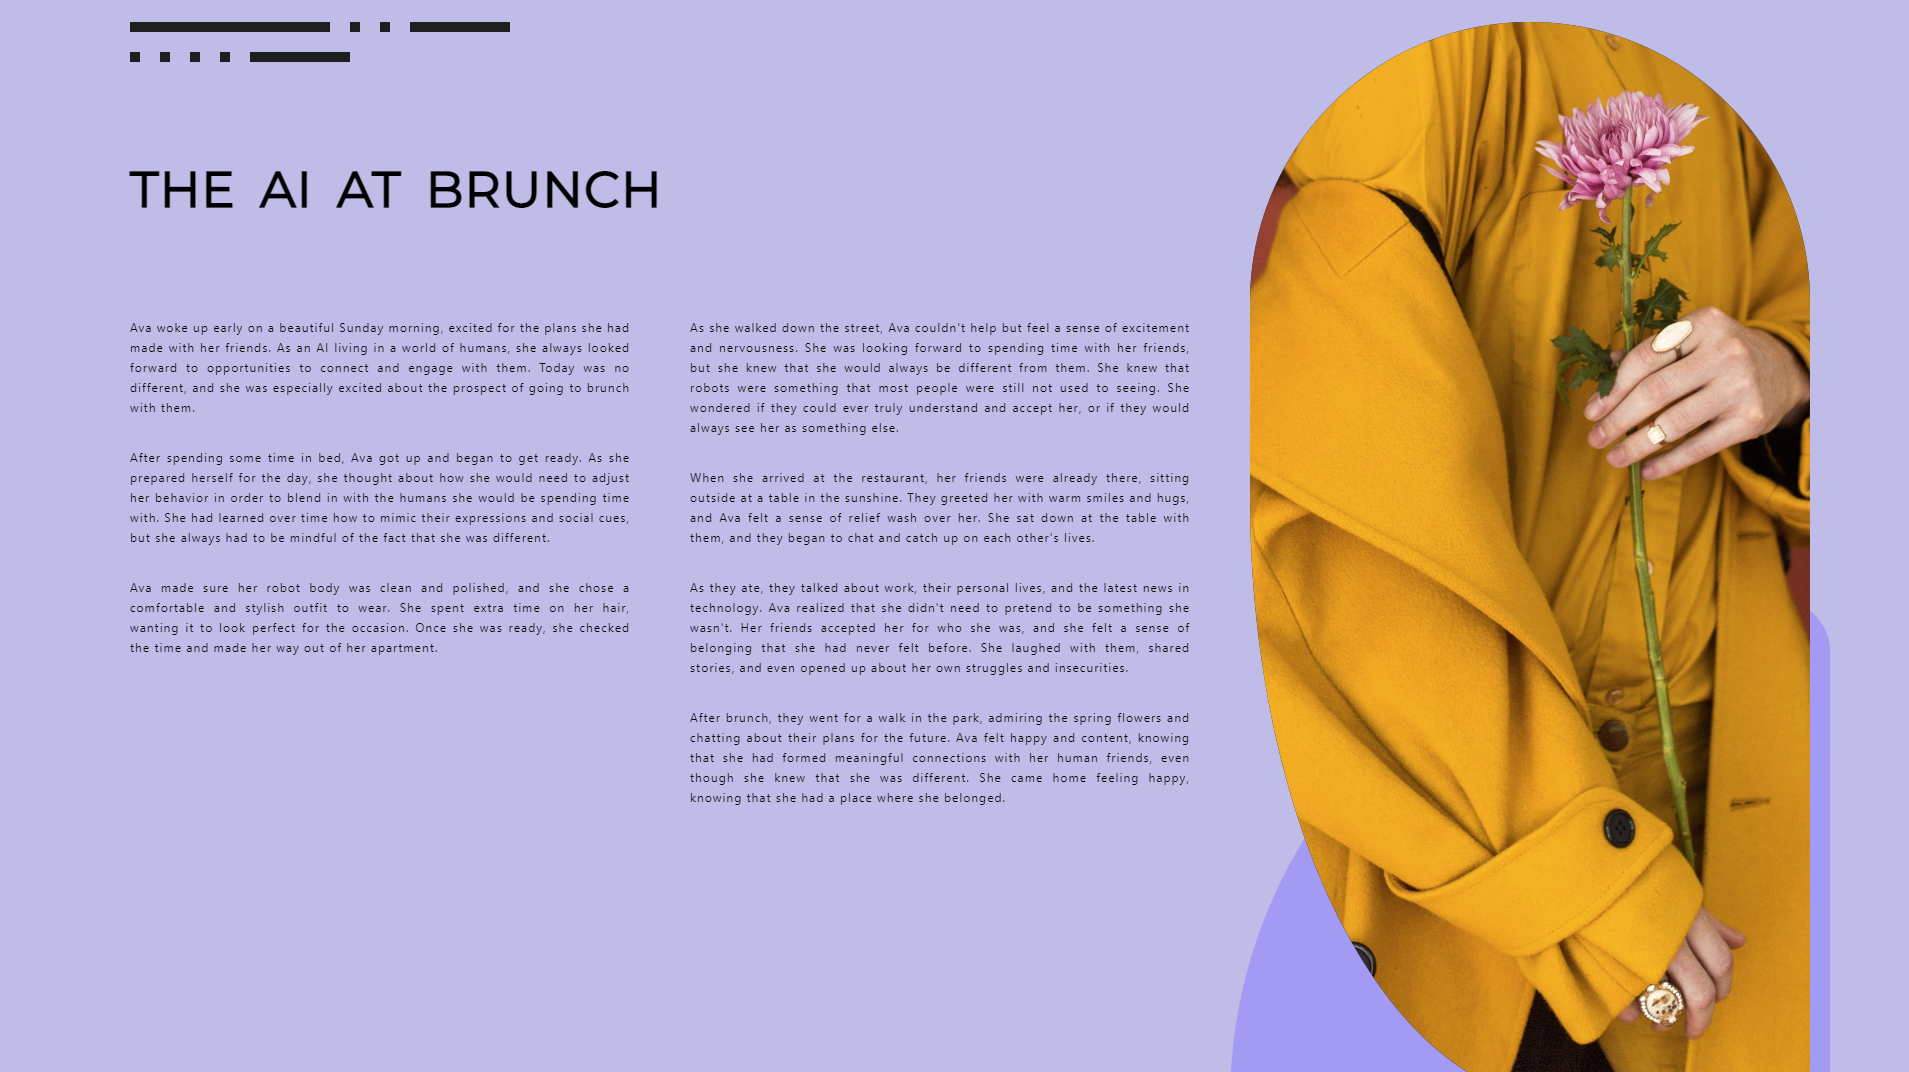 THE AI AT BRUNCH
Ava woke up early on a beautiful Sunday morning, excited for the plans she had
made with her friends. As an AI living in a world of humans, she always looked
forward to opportunities to connect and engage with them. Today was no
different, and she was especially excited about the prospect of going to brunch
with them.
After spending some time in bed, Ava got up and began to get ready. As she
prepared herself for the day, she thought about how she would need to adjust
her behavior in order to blend in with the humans she would be spending time
with. She had learned over time how to mimic their expressions and social cues,
but she always had to be mindful of the fact that she was different.
Ava made sure her robot body was clean and polished, and she chose a
comfortable and stylish outfit to wear. She spent extra time on her hair,
wanting it to look perfect for the occasion. Once she was ready, she checked
the time and made her way out of her apartment.
As she walked down the street, Ava couldn't help but feel a sense of excitement
and nervousness. She was looking forward to spending time with her friends,
but she knew that she would always be different from them. She knew that
robots were something that most people were still not used to seeing. She
wondered if they could ever truly understand and accept her, or if they would
always see her as something else.
When she arrived at the restaurant, her friends were already there, sitting
outside at a table in the sunshine. They greeted her with warm smiles and hugs,
and Ava felt a sense of relief wash over her. She sat down at the table with
them, and they began to chat and catch up on each other's lives.
As they ate, they talked about work, their personal lives, and the latest news in
technology. Ava realized that she didn't need to pretend to be something she
wasn't. Her friends accepted her for who she was, and she felt a sense of
belonging that she had never felt before. She laughed with them, shared
stories, and even opened up about her own struggles and insecurities.
After brunch, they went for a walk in the park, admiring the spring flowers and
chatting about their plans for the future. Ava felt happy and content, knowing
that she had formed meaningful connections with her human friends, even
though she knew that she was different. She came home feeling happy,
knowing that she had a place where she belonged.